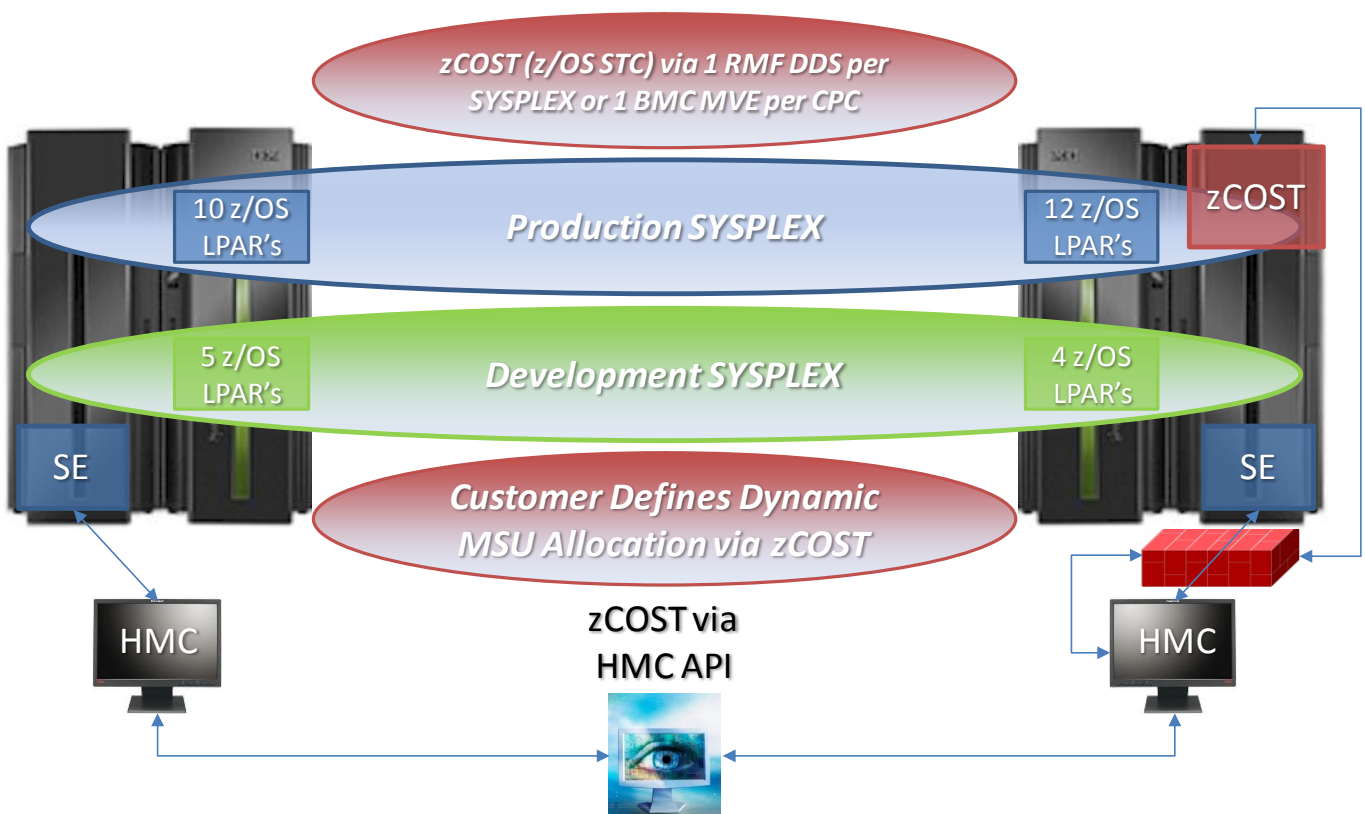 zCOST (z/OS STC) via 1 RMF DDS per
SYSPLEX or 1 BMC MVE per CPC
zCOST
10 z/OS
LPAR's
Production SYSPLEX
12 z/OS
LPAR's
5 z/OS
LPAR's
Development SYSPLEX
4 z/OS
LPAR's
SE
Customer Defines Dynamic
MSU Allocation via zCOST
SE
HMC
zCOST via
HMC API
HMC